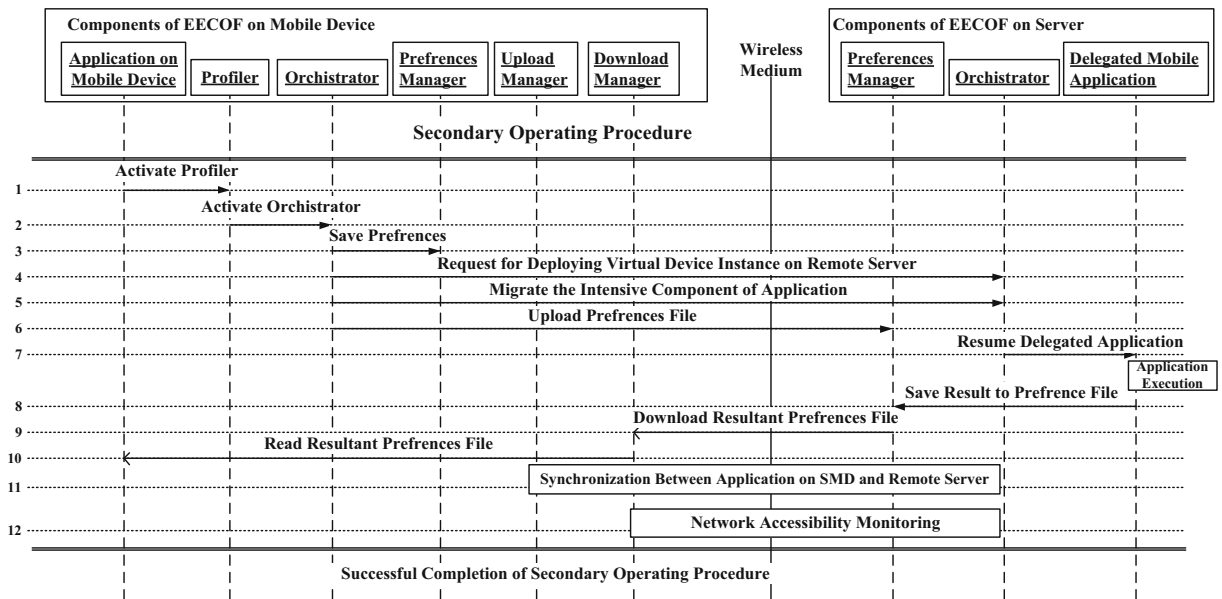 Components of EECOF on Mobile Device
Components of EECOF on Server
Application on
Mobile Device
Profiler
Orchistrator
Prefrences
Manager
Upload
Manager
Download
Manager
Wireless
Medium
Preferences
Manager
Orchistrator
Delegated Mobile
Application
Secondary Operating Procedure
Activate Profiler
1
Activate Orchistrator
2
Save Prefrences
3
Request for Deploying Virtual Device Instance on Remote Server
4
Migrate the Intensive Component of Application
5
Upload Prefrences File
6
Resume Delegated Application
7
Application
Execution
Save Result to Prefrence File
8
Download Resultant Prefrences File
9
Read Resultant Prefrences File
10
Synchronization Between Application on SMD and Remote Server
11
Network Accessibility Monitoring
12
Successful Completion of Secondary Operating Procedure